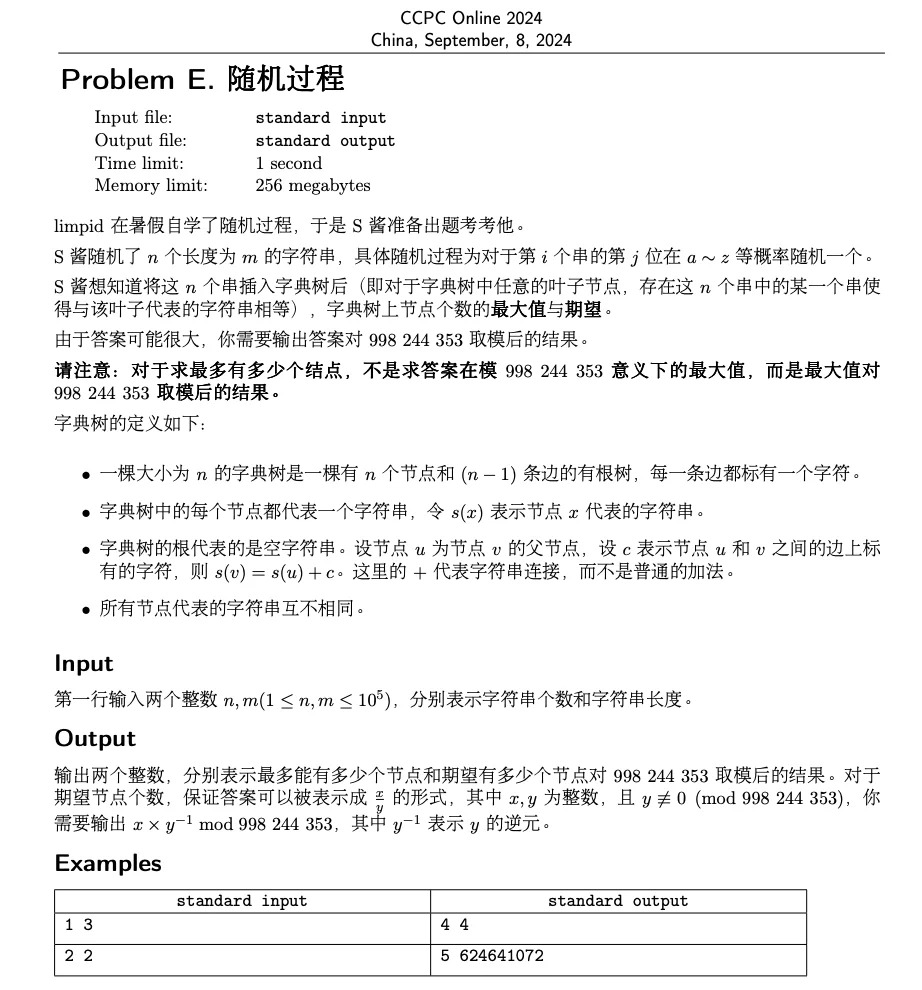 CCPC Online 2024
China, September, 8, 2024
Problem E. 随机过程
Input file: standard input
Output file: standard output
Time limit: 1 second
Memory limit: 256 megabytes
limpid 在暑假自学了随机过程，于是 S 酱准备出题考考他。
S 酱随机了 n 个长度为 m 的字符串，具体随机过程为对于第 i 个串的第 j 位在 a ∼ z 等概率随机一个。
S 酱想知道将这 n 个串插入字典树后（即对于字典树中任意的叶子节点，存在这 n 个串中的某一个串使
得与该叶子代表的字符串相等），字典树上节点个数的最大值与期望。
由于答案可能很大，你需要输出答案对 998 244 353 取模后的结果。
请注意：对于求最多有多少个结点，不是求答案在模 998 244 353 意义下的最大值，而是最大值对
998 244 353 取模后的结果。
字典树的定义如下：
• 一棵大小为 n 的字典树是一棵有 n 个节点和 (n − 1) 条边的有根树，每一条边都标有一个字符。
• 字典树中的每个节点都代表一个字符串，令 s(x) 表示节点 x 代表的字符串。
• 字典树的根代表的是空字符串。设节点 u 为节点 v 的父节点，设 c 表示节点 u 和 v 之间的边上标
有的字符，则 s(v) = s(u) + c。这里的 + 代表字符串连接，而不是普通的加法。
• 所有节点代表的字符串互不相同。
Input
第一行输入两个整数 n, m(1 ≤ n, m ≤ 10⁵)，分别表示字符串个数和字符串长度。
Output
输出两个整数，分别表示最多能有多少个节点和期望有多少个节点对 998 244 353 取模后的结果。对于
期望节点个数，保证答案可以被表示成 x/y 的形式，其中 x, y 为整数，且 y ≢ 0 (mod 998 244 353)，你
需要输出 x × y⁻¹ mod 998 244 353，其中 y⁻¹ 表示 y 的逆元。
Examples
standard input standard output
1 3 4 4
2 2 5 624641072